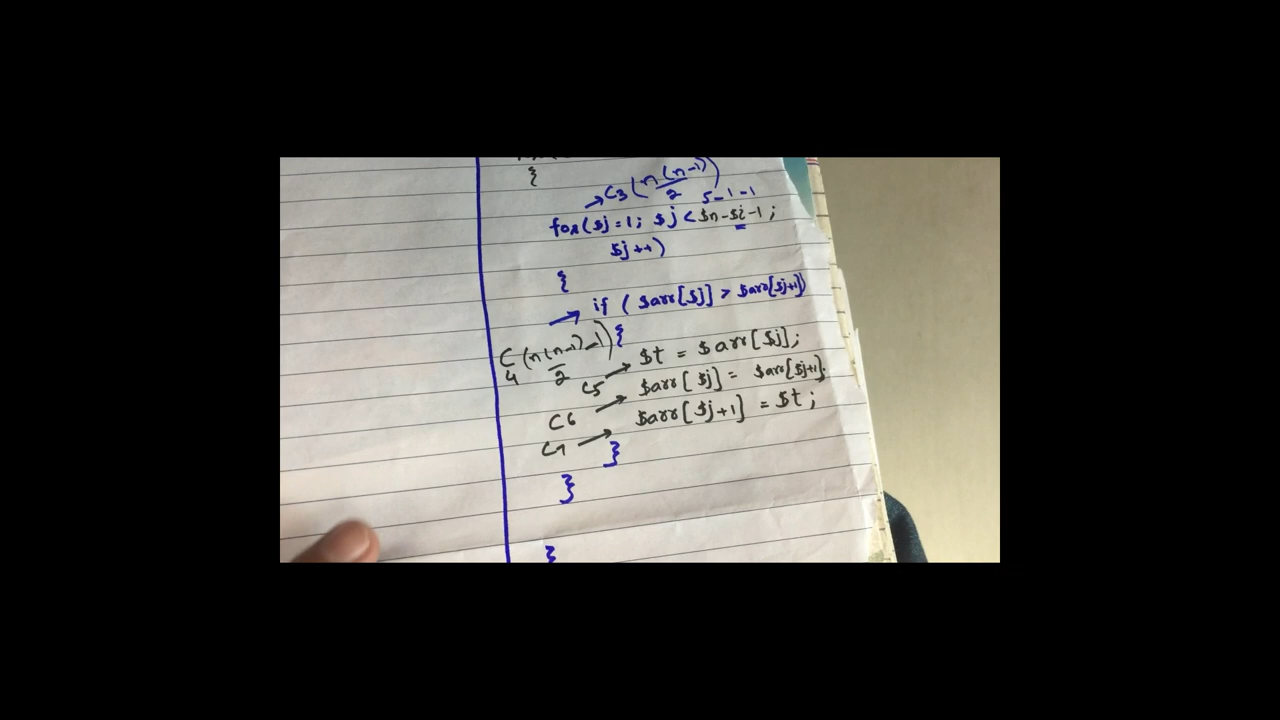 {
→ C3 (n(n-1)/2)
5-1-1
for($j=1; $j<$n-$i-1;
$j++)
{
→ if ($arr[$j] > $arr[$j+1])
C4 (n(n-1)/2 -1) {
C5 → $t = $arr[$j];
C6 → $arr[$j] = $arr[$j+1];
C7 → $arr[$j+1] = $t;
}
}
}